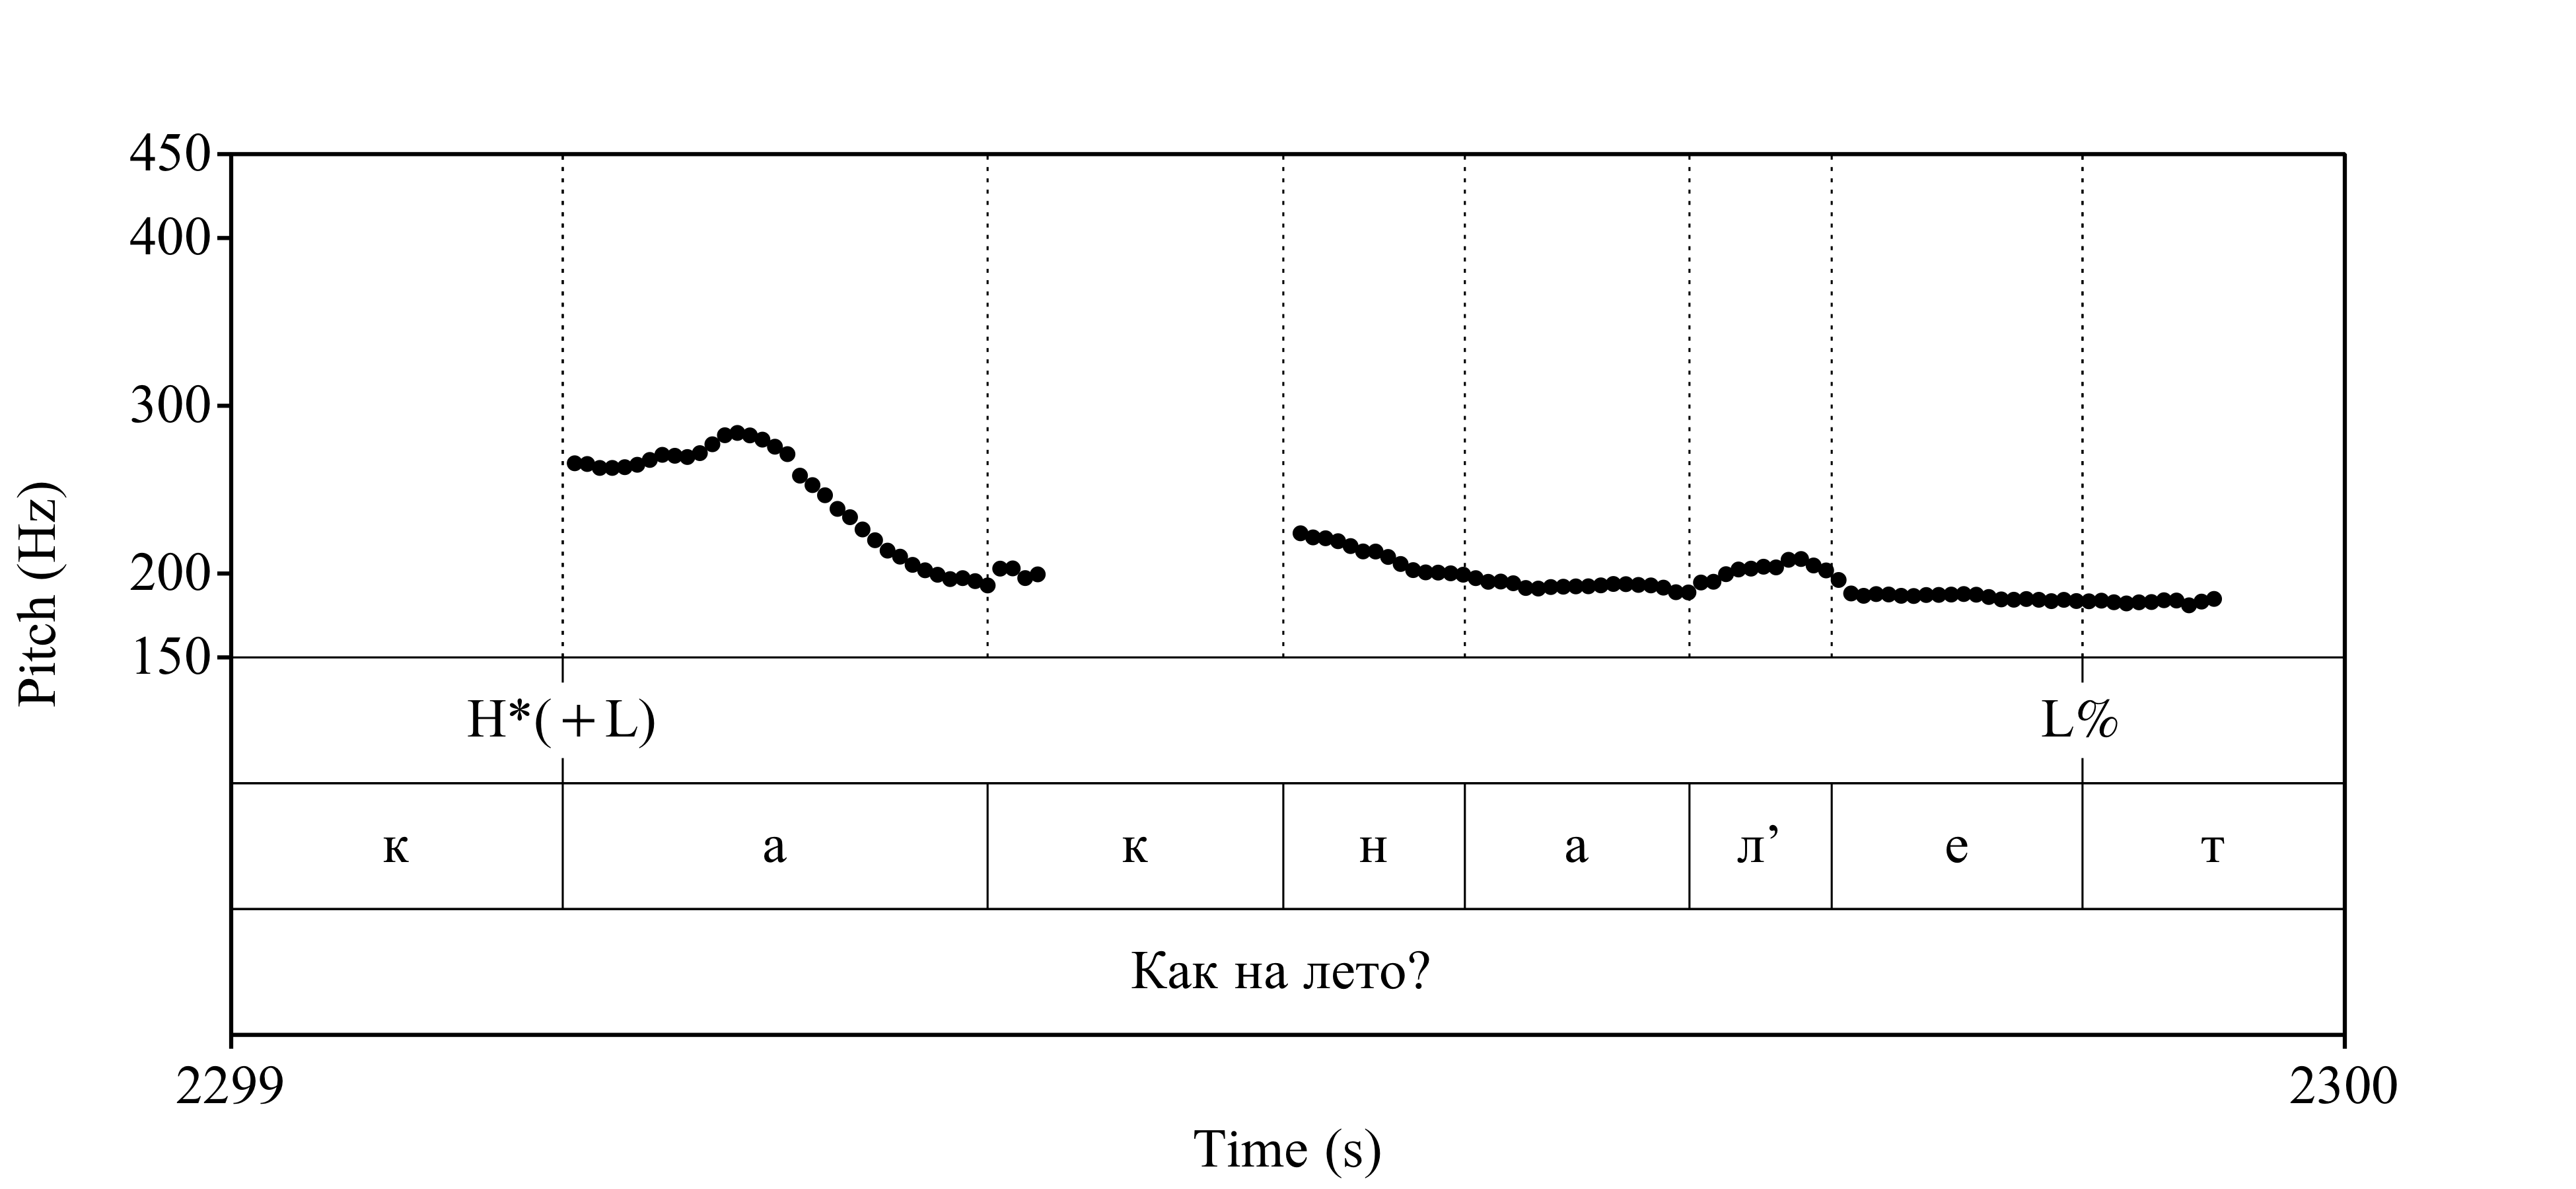 450
400
300
200
150
Pitch (Hz)
H*(+L) L%
к а к н а л’ е т
Как на лето?
2299 2300
Time (s)